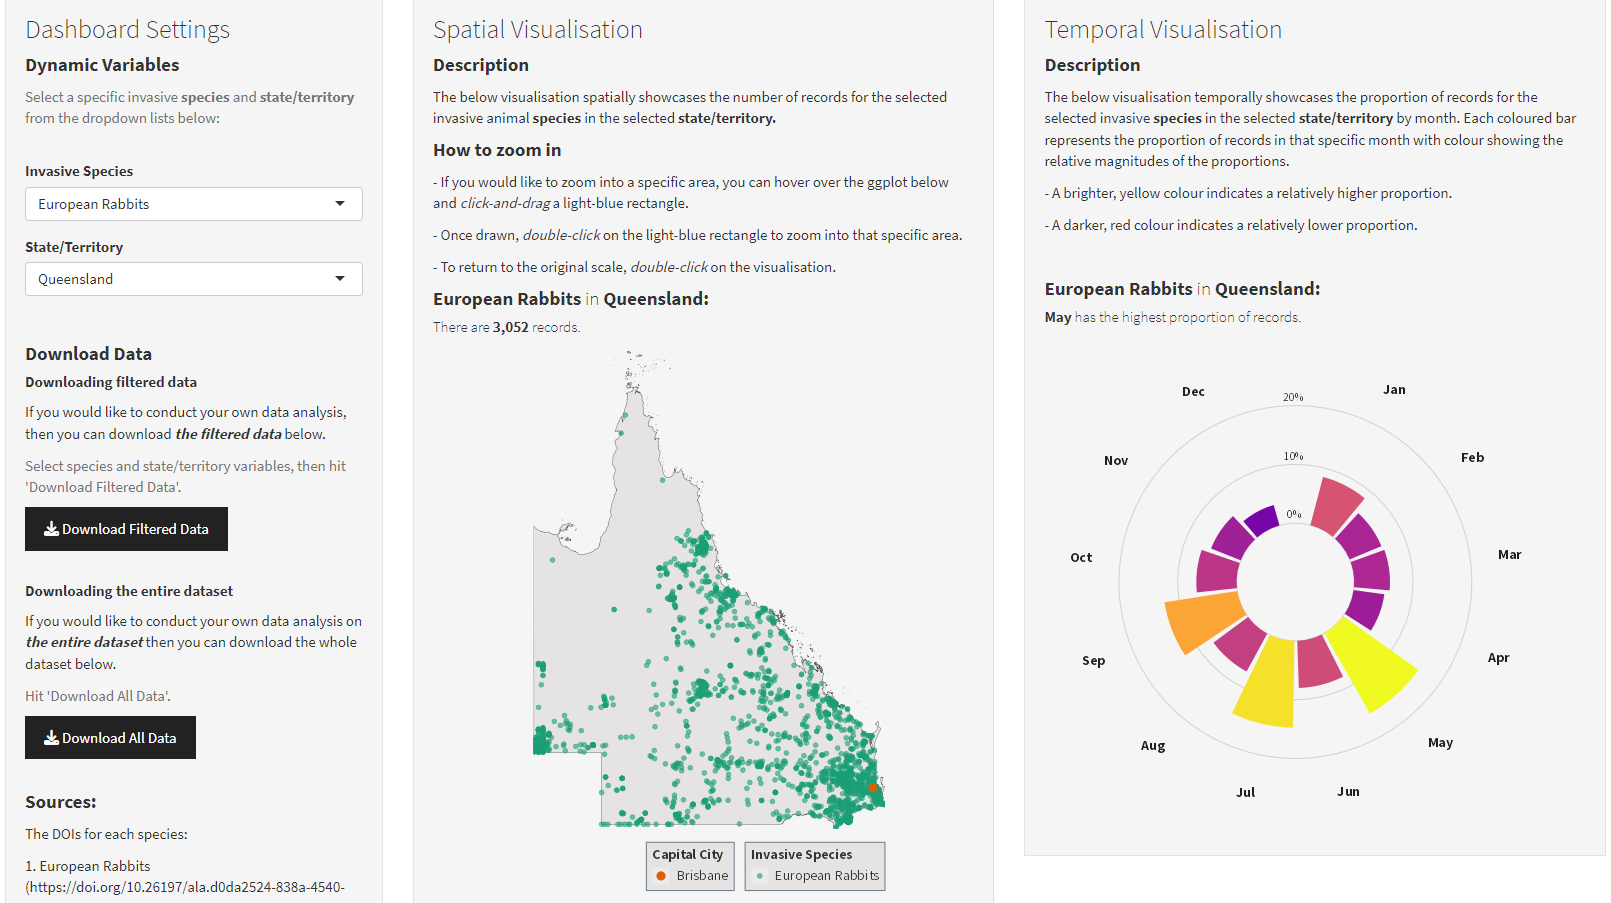 Dashboard Settings
Dynamic Variables
Select a specific invasive species and state/territory
from the dropdown lists below:
Invasive Species
European Rabbits
State/Territory
Queensland
Download Data
Downloading filtered data
If you would like to conduct your own data analysis,
then you can download the filtered data below.
Select species and state/territory variables, then hit
'Download Filtered Data'.
Download Filtered Data
Downloading the entire dataset
If you would like to conduct your own data analysis on
the entire dataset then you can download the whole
dataset below.
Hit 'Download All Data'.
Download All Data
Sources:
The DOIs for each species:
1. European Rabbits
(https://doi.org/10.26197/ala.d0da2524-838a-4540-
Spatial Visualisation
Description
The below visualisation spatially showcases the number of records for the selected
invasive animal species in the selected state/territory.
How to zoom in
- If you would like to zoom into a specific area, you can hover over the ggplot below
and click-and-drag a light-blue rectangle.
- Once drawn, double-click on the light-blue rectangle to zoom into that specific area.
- To return to the original scale, double-click on the visualisation.
European Rabbits in Queensland:
There are 3,052 records.
Capital City
Brisbane
Invasive Species
European Rabbits
Temporal Visualisation
Description
The below visualisation temporally showcases the proportion of records for the
selected invasive species in the selected state/territory by month. Each coloured bar
represents the proportion of records in that specific month with colour showing the
relative magnitudes of the proportions.
- A brighter, yellow colour indicates a relatively higher proportion.
- A darker, red colour indicates a relatively lower proportion.
European Rabbits in Queensland:
May has the highest proportion of records.
20%
10%
0%
Jan
Feb
Mar
Apr
May
Jun
Jul
Aug
Sep
Oct
Nov
Dec